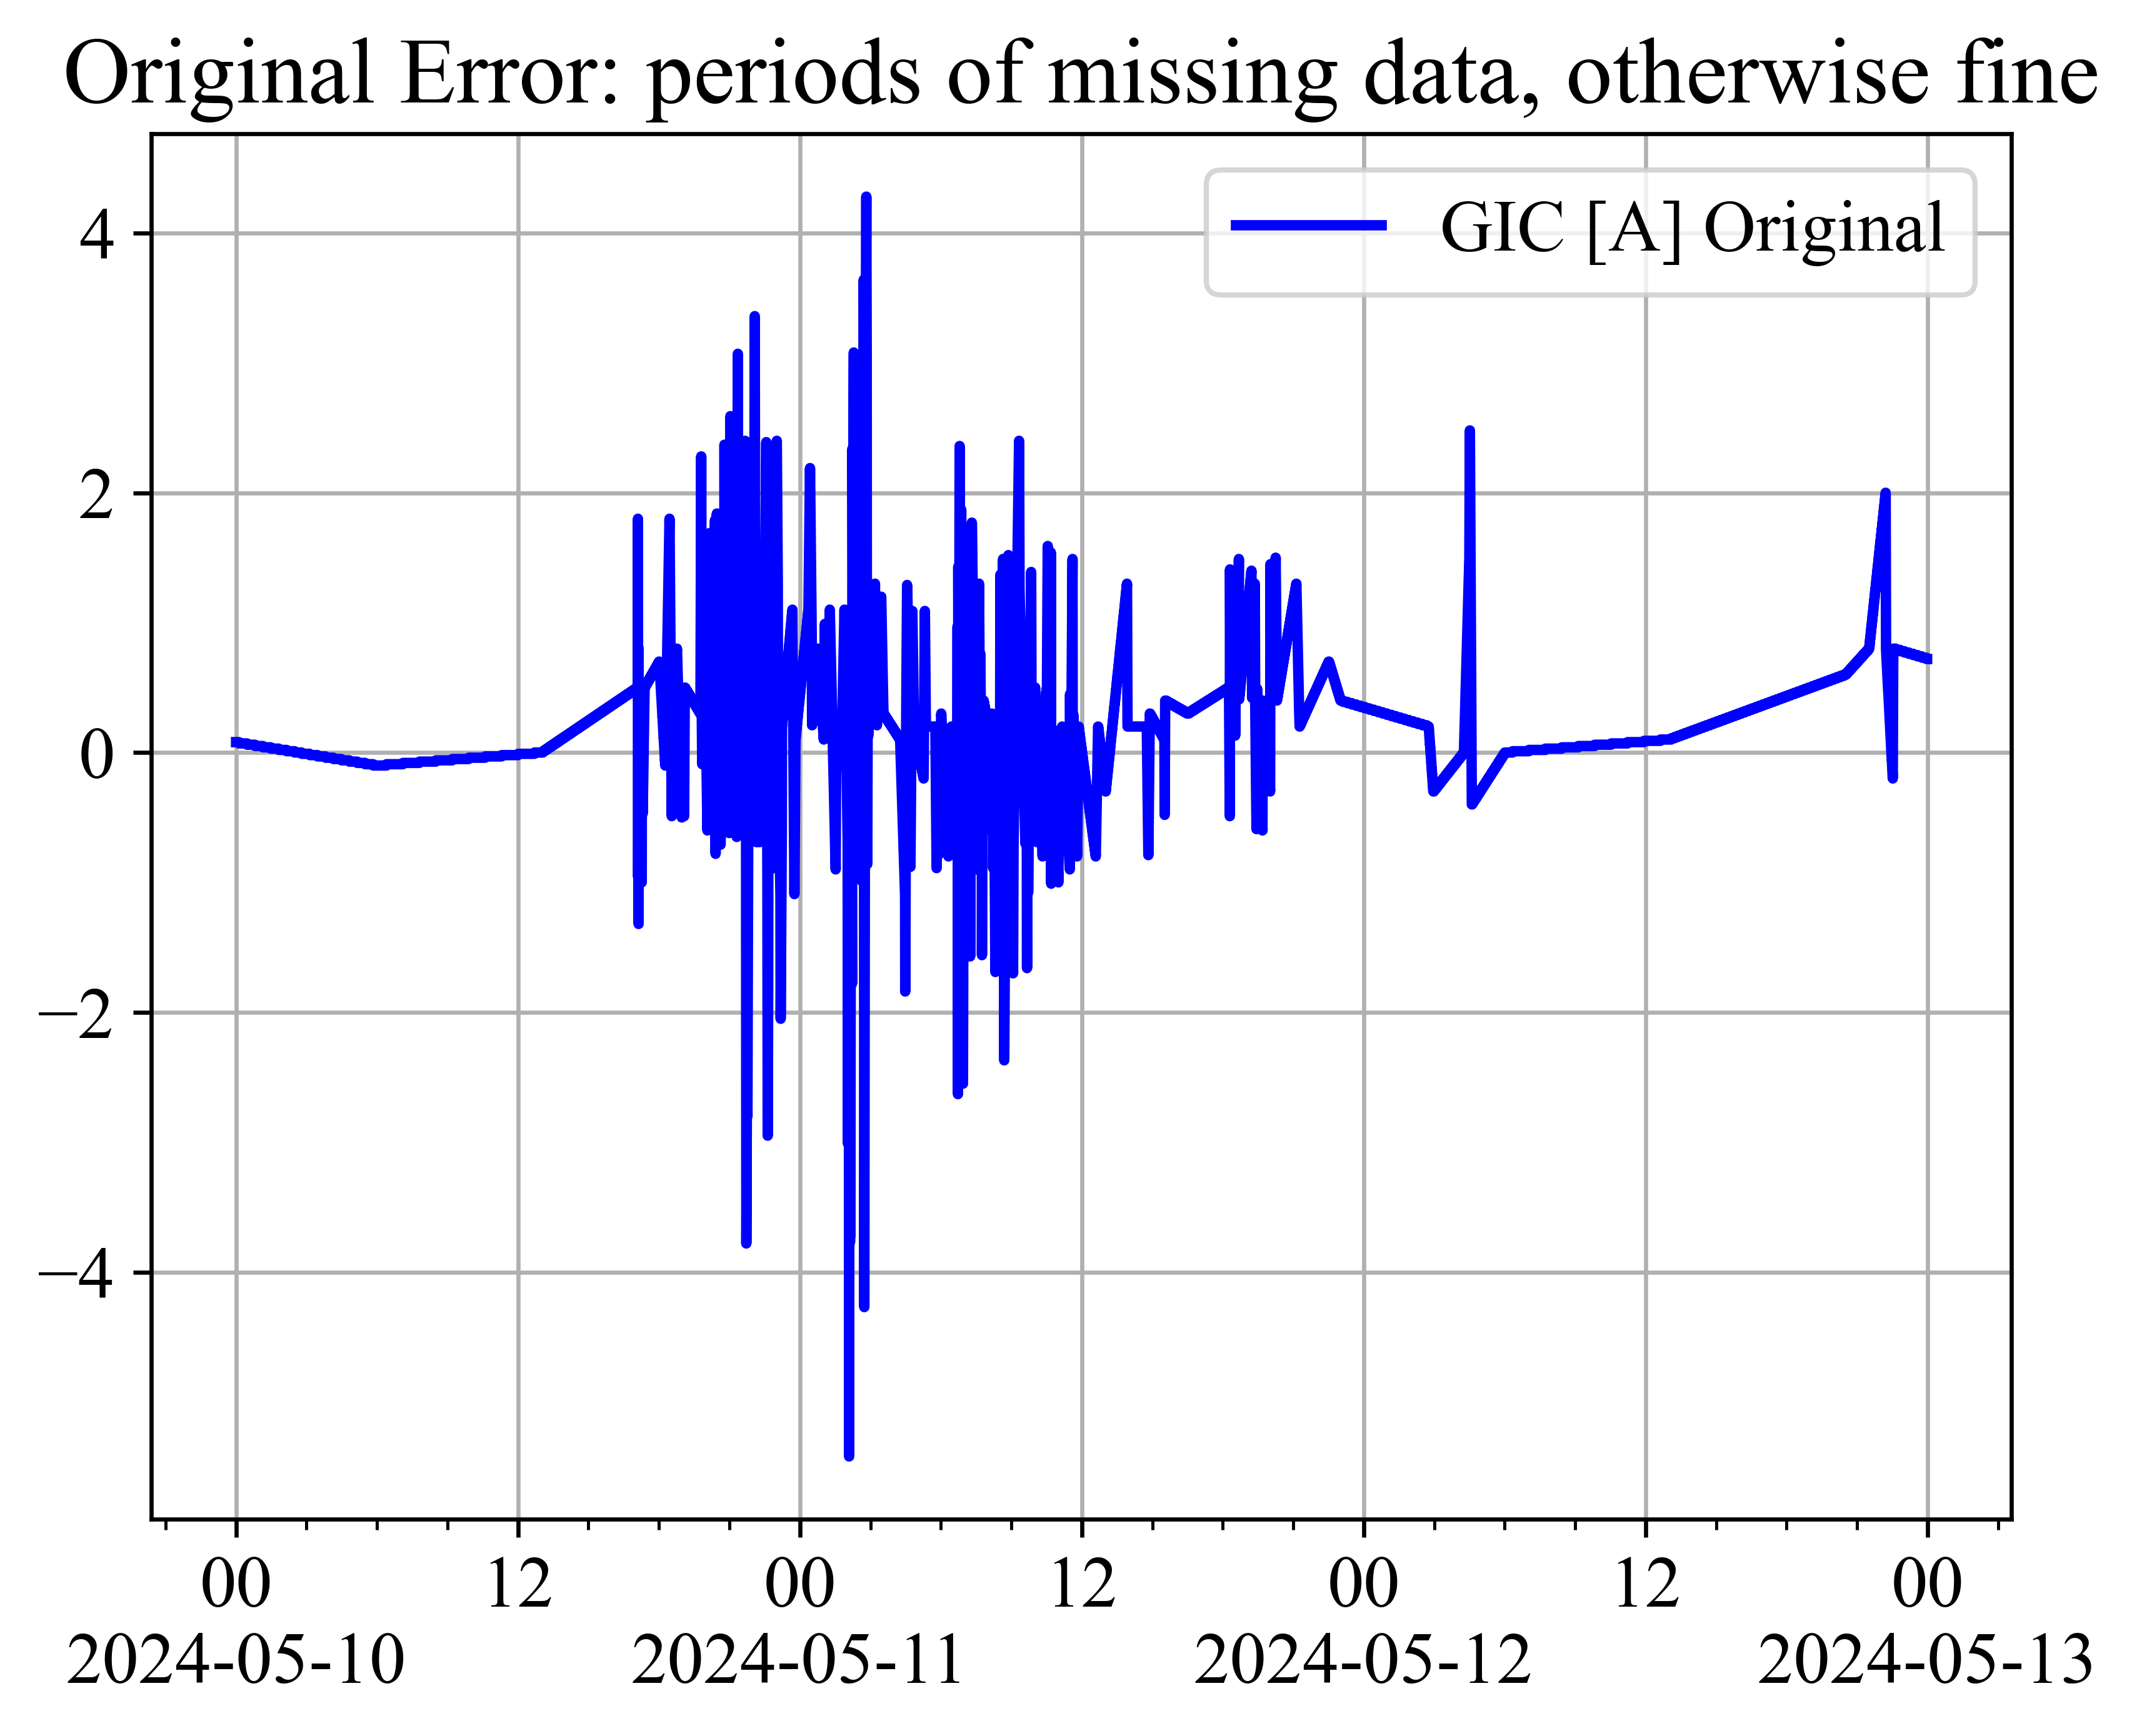 Original Error: periods of missing data, otherwise fine
GIC [A] Original
4
2
0
−2
−4
00 12 00 12 00 12 00
2024-05-10 2024-05-11 2024-05-12 2024-05-13